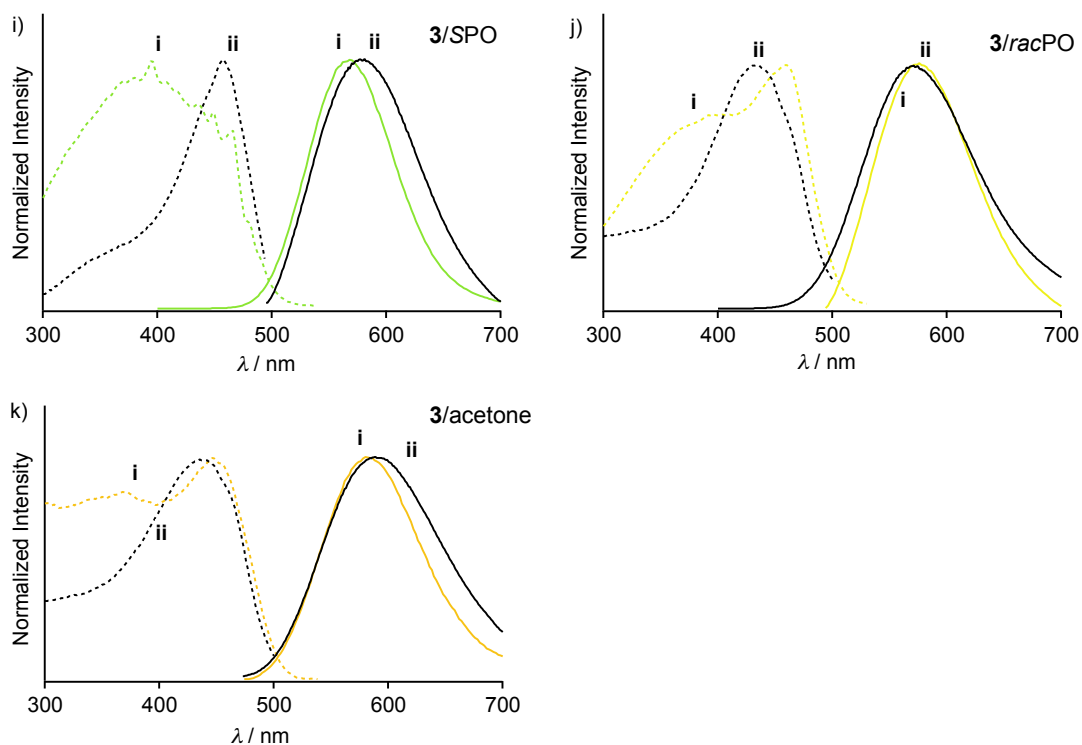 i)
3/SPO
i ii i ii
Normalized Intensity
300 400 500 600 700
λ / nm
j)
3/racPO
i ii ii i
Normalized Intensity
300 400 500 600 700
λ / nm
k)
3/acetone
i ii i ii
Normalized Intensity
300 400 500 600 700
λ / nm